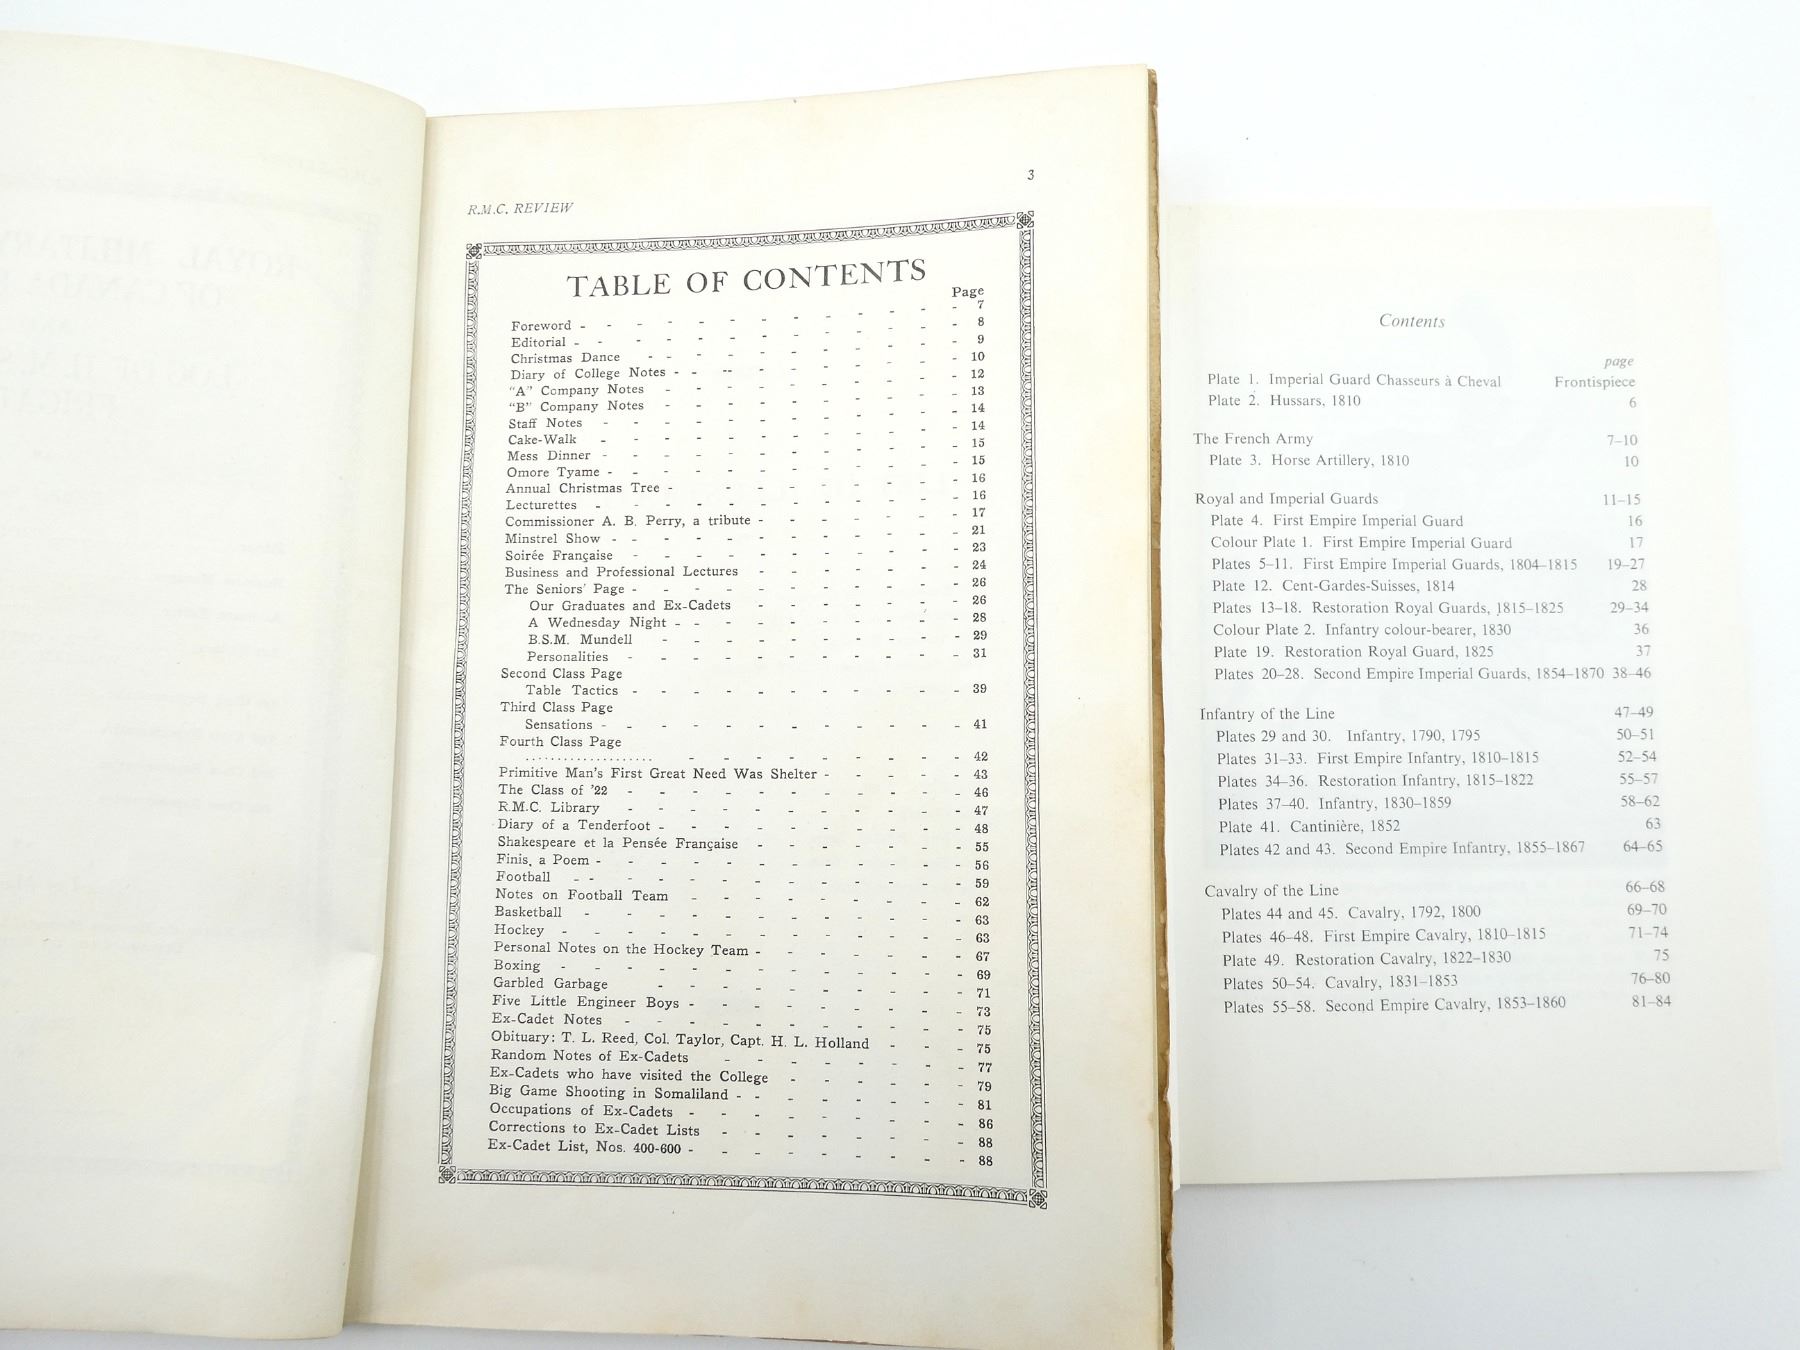 3
R.M.C. REVIEW
TABLE OF CONTENTS
Page
Foreword - - - - - - - - - - - - 7
Editorial - - - - - - - - - - - - 8
Christmas Dance - - - - - - - - - - - 9
Diary of College Notes - - - - - - - - - 10
"A" Company Notes - - - - - - - - - - 12
"B" Company Notes - - - - - - - - - - 13
Staff Notes - - - - - - - - - - - - 14
Cake-Walk - - - - - - - - - - - - 14
Mess Dinner - - - - - - - - - - - - 15
Omore Tyame - - - - - - - - - - - - 15
Annual Christmas Tree - - - - - - - - - 16
Lecturettes - - - - - - - - - - - - 16
Commissioner A. B. Perry, a tribute - - - - - - - 17
Minstrel Show - - - - - - - - - - - - 21
Soirée Française - - - - - - - - - - - 23
Business and Professional Lectures - - - - - - - 24
The Seniors' Page - - - - - - - - - - - 26
Our Graduates and Ex-Cadets - - - - - - - 26
A Wednesday Night - - - - - - - - - - 28
B.S.M. Mundell - - - - - - - - - - 29
Personalities - - - - - - - - - - - 31
Second Class Page
Table Tactics - - - - - - - - - - - 39
Third Class Page
Sensations - - - - - - - - - - - - 41
Fourth Class Page
.................... - - - - - - - - - 42
Primitive Man's First Great Need Was Shelter - - - - - 43
The Class of '22 - - - - - - - - - - - 46
R.M.C. Library - - - - - - - - - - - 47
Diary of a Tenderfoot - - - - - - - - - - 48
Shakespeare et la Pensée Française - - - - - - - 55
Finis, a Poem - - - - - - - - - - - - 56
Football - - - - - - - - - - - - - 59
Notes on Football Team - - - - - - - - - 62
Basketball - - - - - - - - - - - - 63
Hockey - - - - - - - - - - - - - 63
Personal Notes on the Hockey Team - - - - - - - 67
Boxing - - - - - - - - - - - - - 69
Garbled Garbage - - - - - - - - - - 71
Five Little Engineer Boys - - - - - - - - - 73
Ex-Cadet Notes - - - - - - - - - - - 75
Obituary: T. L. Reed, Col. Taylor, Capt. H. L. Holland - - - 75
Random Notes of Ex-Cadets - - - - - - - - 77
Ex-Cadets who have visited the College - - - - - - 79
Big Game Shooting in Somaliland - - - - - - - - 81
Occupations of Ex-Cadets - - - - - - - - - 86
Corrections to Ex-Cadet Lists - - - - - - - - 88
Ex-Cadet List, Nos. 400-600 - - - - - - - - - 88
Contents
page
Plate 1. Imperial Guard Chasseurs à Cheval Frontispiece
Plate 2. Hussars, 1810 6
The French Army 7–10
Plate 3. Horse Artillery, 1810 10
Royal and Imperial Guards 11–15
Plate 4. First Empire Imperial Guard 16
Colour Plate 1. First Empire Imperial Guard 17
Plates 5–11. First Empire Imperial Guards, 1804–1815 19–27
Plate 12. Cent-Gardes-Suisses, 1814 28
Plates 13–18. Restoration Royal Guards, 1815–1825 29–34
Colour Plate 2. Infantry colour-bearer, 1830 36
Plate 19. Restoration Royal Guard, 1825 37
Plates 20–28. Second Empire Imperial Guards, 1854–1870 38–46
Infantry of the Line 47–49
Plates 29 and 30. Infantry, 1790, 1795 50–51
Plates 31–33. First Empire Infantry, 1810–1815 52–54
Plates 34–36. Restoration Infantry, 1815–1822 55–57
Plates 37–40. Infantry, 1830–1859 58–62
Plate 41. Cantinière, 1852 63
Plates 42 and 43. Second Empire Infantry, 1855–1867 64–65
Cavalry of the Line 66–68
Plates 44 and 45. Cavalry, 1792, 1800 69–70
Plates 46–48. First Empire Cavalry, 1810–1815 71–74
Plate 49. Restoration Cavalry, 1822–1830 75
Plates 50–54. Cavalry, 1831–1853 76–80
Plates 55–58. Second Empire Cavalry, 1853–1860 81–84